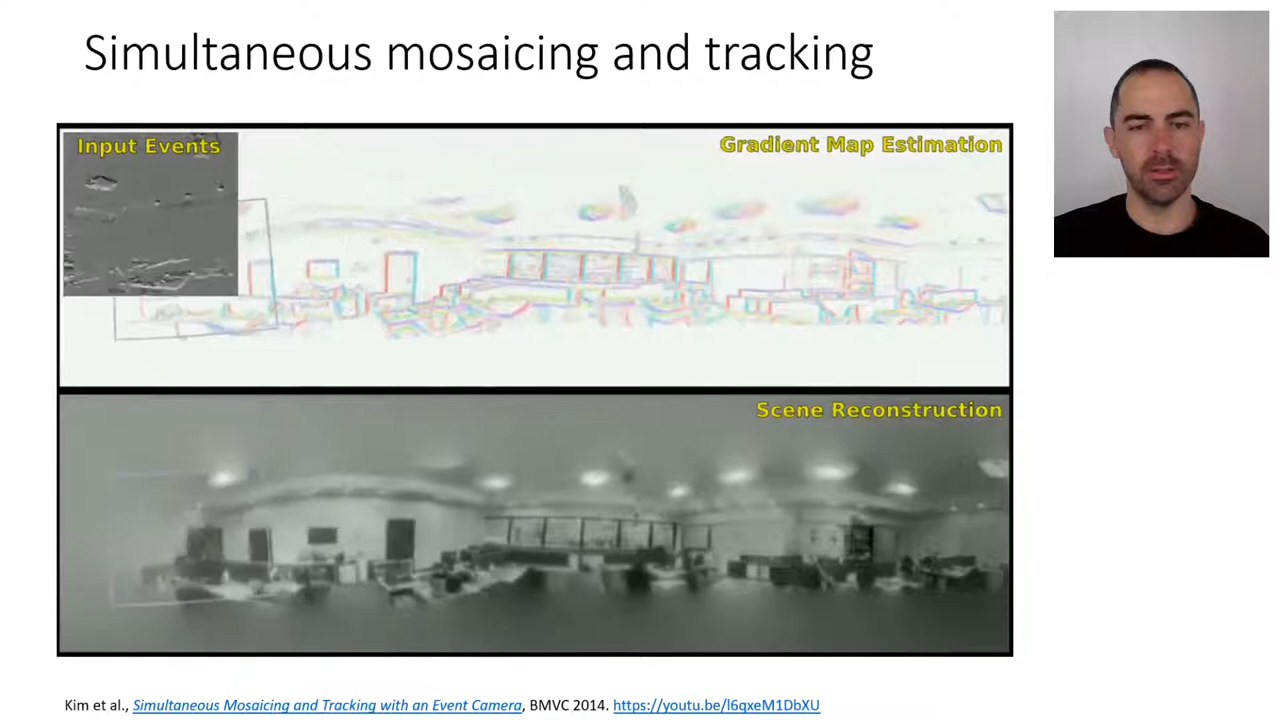 Simultaneous mosaicing and tracking
Input Events
Gradient Map Estimation
Scene Reconstruction
Kim et al., Simultaneous Mosaicing and Tracking with an Event Camera, BMVC 2014. https://youtu.be/l6qxeM1DbXU